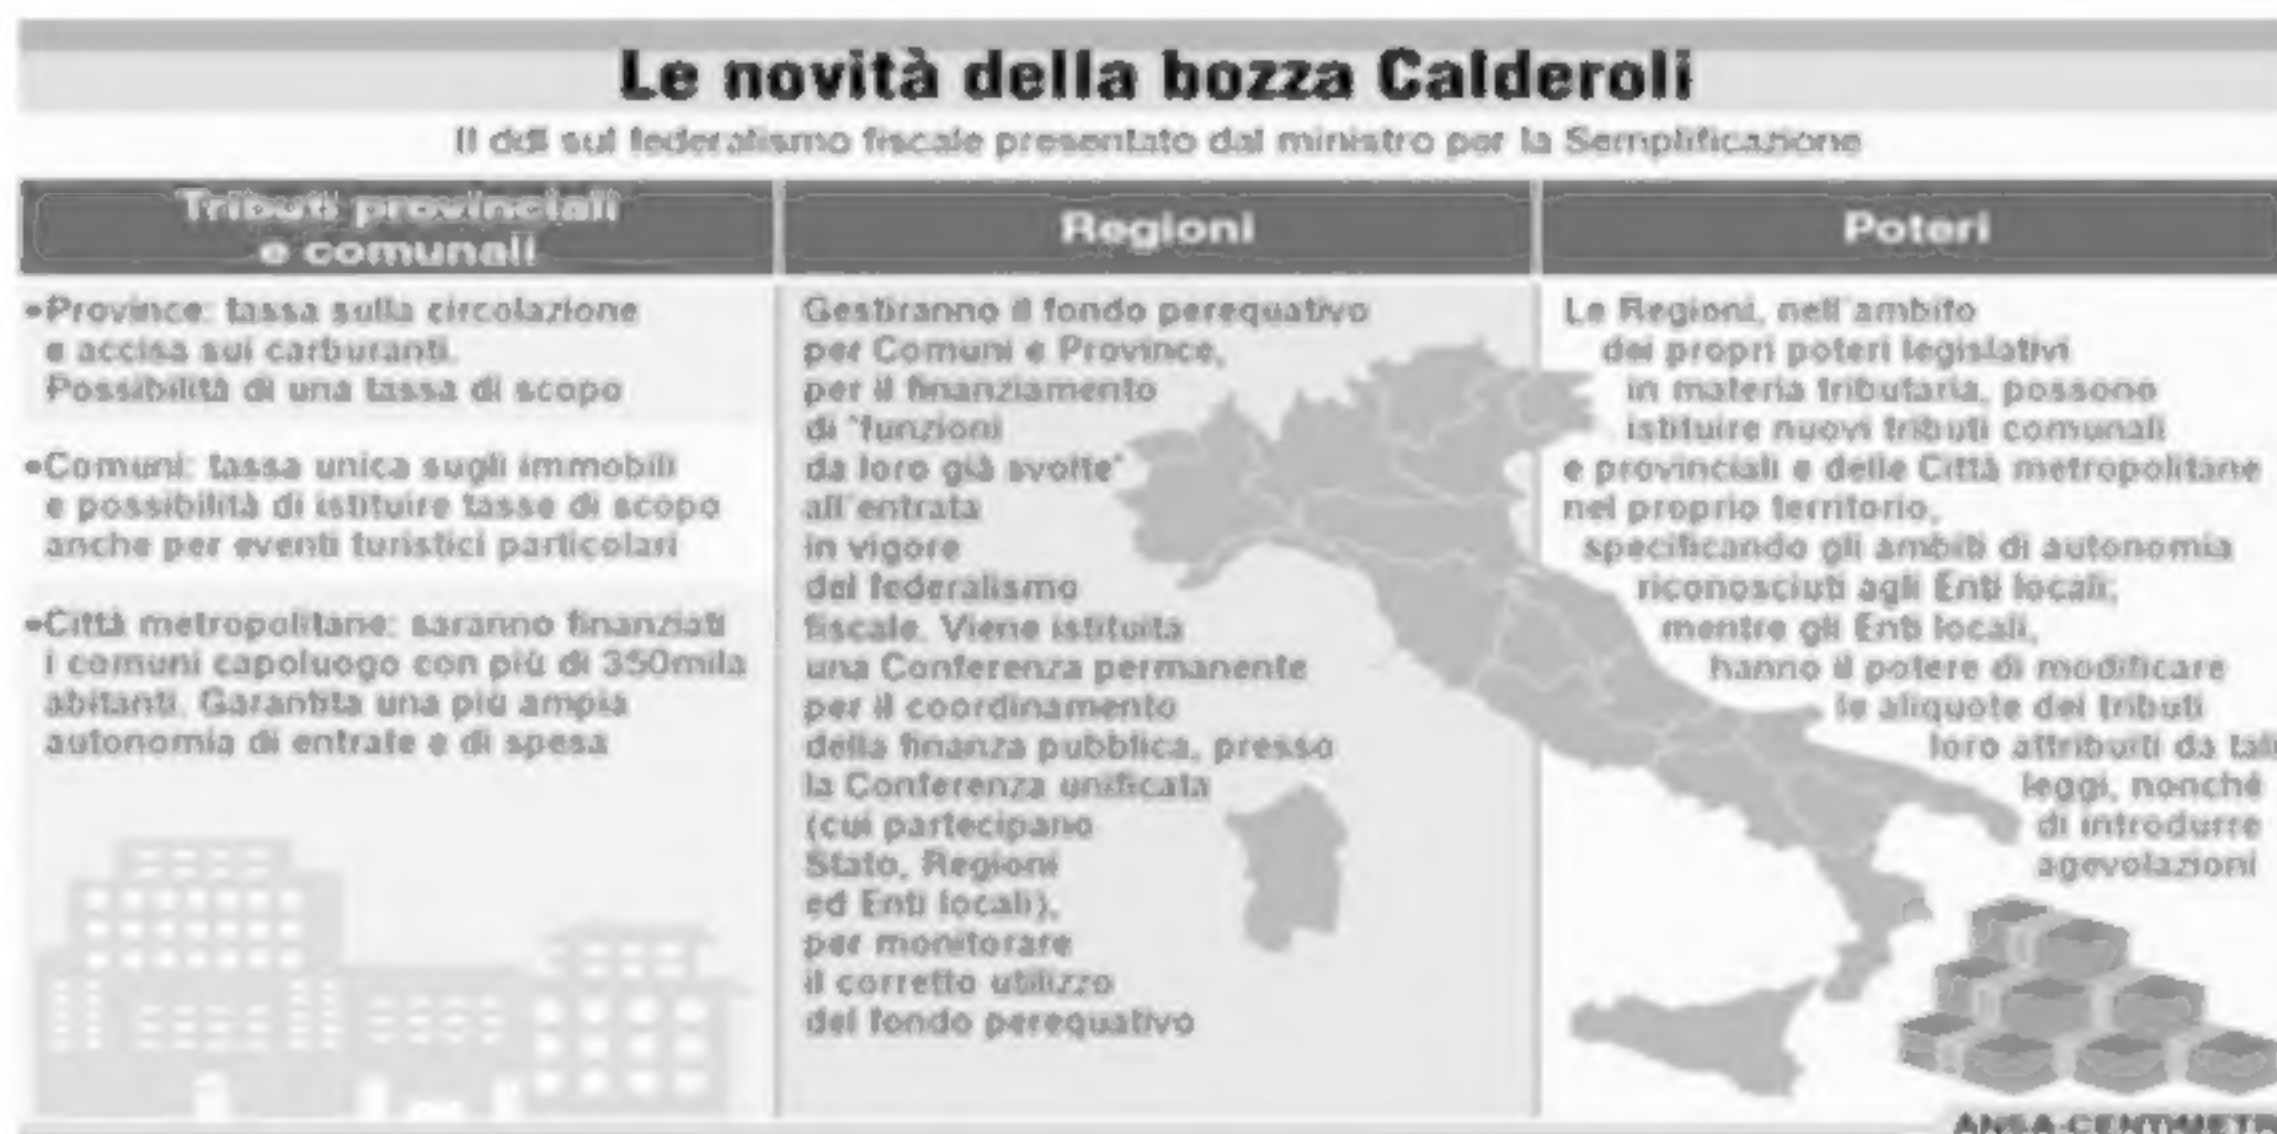 Le novità della bozza Calderoli
Il ddl sul federalismo fiscale presentato dal ministro per la Semplificazione
Tributi provinciali
e comunali
•Province: tassa sulla circolazione
e accisa sui carburanti.
Possibilità di una tassa di scopo
•Comuni: tassa unica sugli immobili
e possibilità di istituire tasse di scopo
anche per eventi turistici particolari
•Città metropolitane: saranno finanziati
i comuni capoluogo con più di 350mila
abitanti. Garantita una più ampia
autonomia di entrate e di spesa
Regioni
Gestiranno il fondo perequativo
per Comuni e Province,
per il finanziamento
di "funzioni
da loro già svolte"
all'entrata
in vigore
del federalismo
fiscale. Viene istituita
una Conferenza permanente
per il coordinamento
della finanza pubblica, presso
la Conferenza unificata
(cui partecipano
Stato, Regioni
ed Enti locali),
per monitorare
il corretto utilizzo
del fondo perequativo
Poteri
Le Regioni, nell'ambito
dei propri poteri legislativi
in materia tributaria, possono
istituire nuovi tributi comunali
e provinciali e delle Città metropolitane
nel proprio territorio,
specificando gli ambiti di autonomia
riconosciuti agli Enti locali;
mentre gli Enti locali,
hanno il potere di modificare
le aliquote dei tributi
loro attribuiti da tali
leggi, nonché
di introdurre
agevolazioni
ANSA-CENTIMETRI